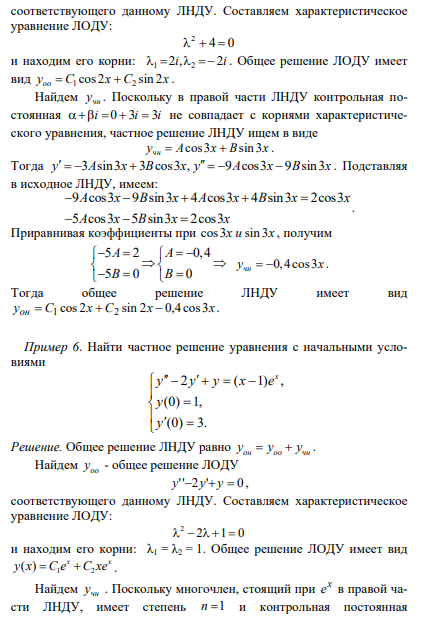 соответствующего данному ЛНДУ. Составляем характеристическое
уравнение ЛОДУ:
λ² + 4 = 0
и находим его корни: λ₁ = 2i, λ₂ = − 2i. Общее решение ЛОДУ имеет
вид yₒₒ = C₁ cos 2x + C₂ sin 2x.
Найдем y_чн. Поскольку в правой части ЛНДУ контрольная по-
стоянная α + βi = 0 + 3i = 3i не совпадает с корнями характеристиче-
ского уравнения, частное решение ЛНДУ ищем в виде
y_чн = A cos 3x + B sin 3x.
Тогда y′ = −3A sin 3x + 3B cos 3x, y″ = −9A cos 3x − 9B sin 3x. Подставляя
в исходное ЛНДУ, имеем:
−9A cos 3x − 9B sin 3x + 4A cos 3x + 4B sin 3x = 2cos 3x
−5A cos 3x − 5B sin 3x = 2cos 3x.
Приравнивая коэффициенты при cos 3x и sin 3x, получим
{−5A = 2 ⇒ {A = −0,4 ⇒ y_чн = −0,4 cos 3x.
{−5B = 0 {B = 0
Тогда общее решение ЛНДУ имеет вид
y_он = C₁ cos 2x + C₂ sin 2x − 0,4 cos 3x.
Пример 6. Найти частное решение уравнения с начальными усло-
виями
{y″ − 2y′ + y = (x − 1)eˣ,
{y(0) = 1,
{y′(0) = 3.
Решение. Общее решение ЛНДУ равно y_он = yₒₒ + y_чн.
Найдем yₒₒ - общее решение ЛОДУ
y''−2y'+y = 0,
соответствующего данному ЛНДУ. Составляем характеристическое
уравнение ЛОДУ:
λ² − 2λ + 1 = 0
и находим его корни: λ₁ = λ₂ = 1. Общее решение ЛОДУ имеет вид
y(x) = C₁eˣ + C₂xeˣ.
Найдем y_чн. Поскольку многочлен, стоящий при eˣ в правой ча-
сти ЛНДУ, имеет степень n = 1 и контрольная постоянная